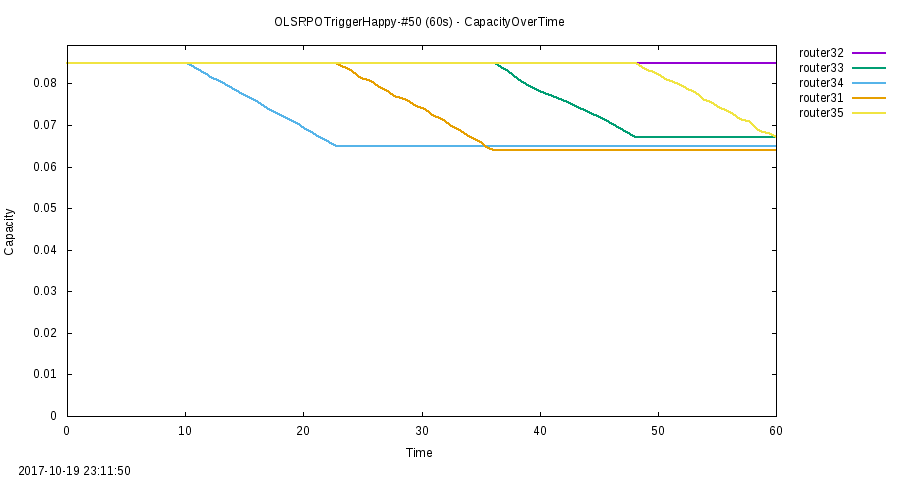 OLSRPOTriggerHappy-#50 (60s) - CapacityOverTime
router32
router33
router34
router31
router35
0.08
0.07
0.06
0.05
0.04
0.03
0.02
0.01
0
Capacity
0 10 20 30 40 50 60
Time
2017-10-19 23:11:50